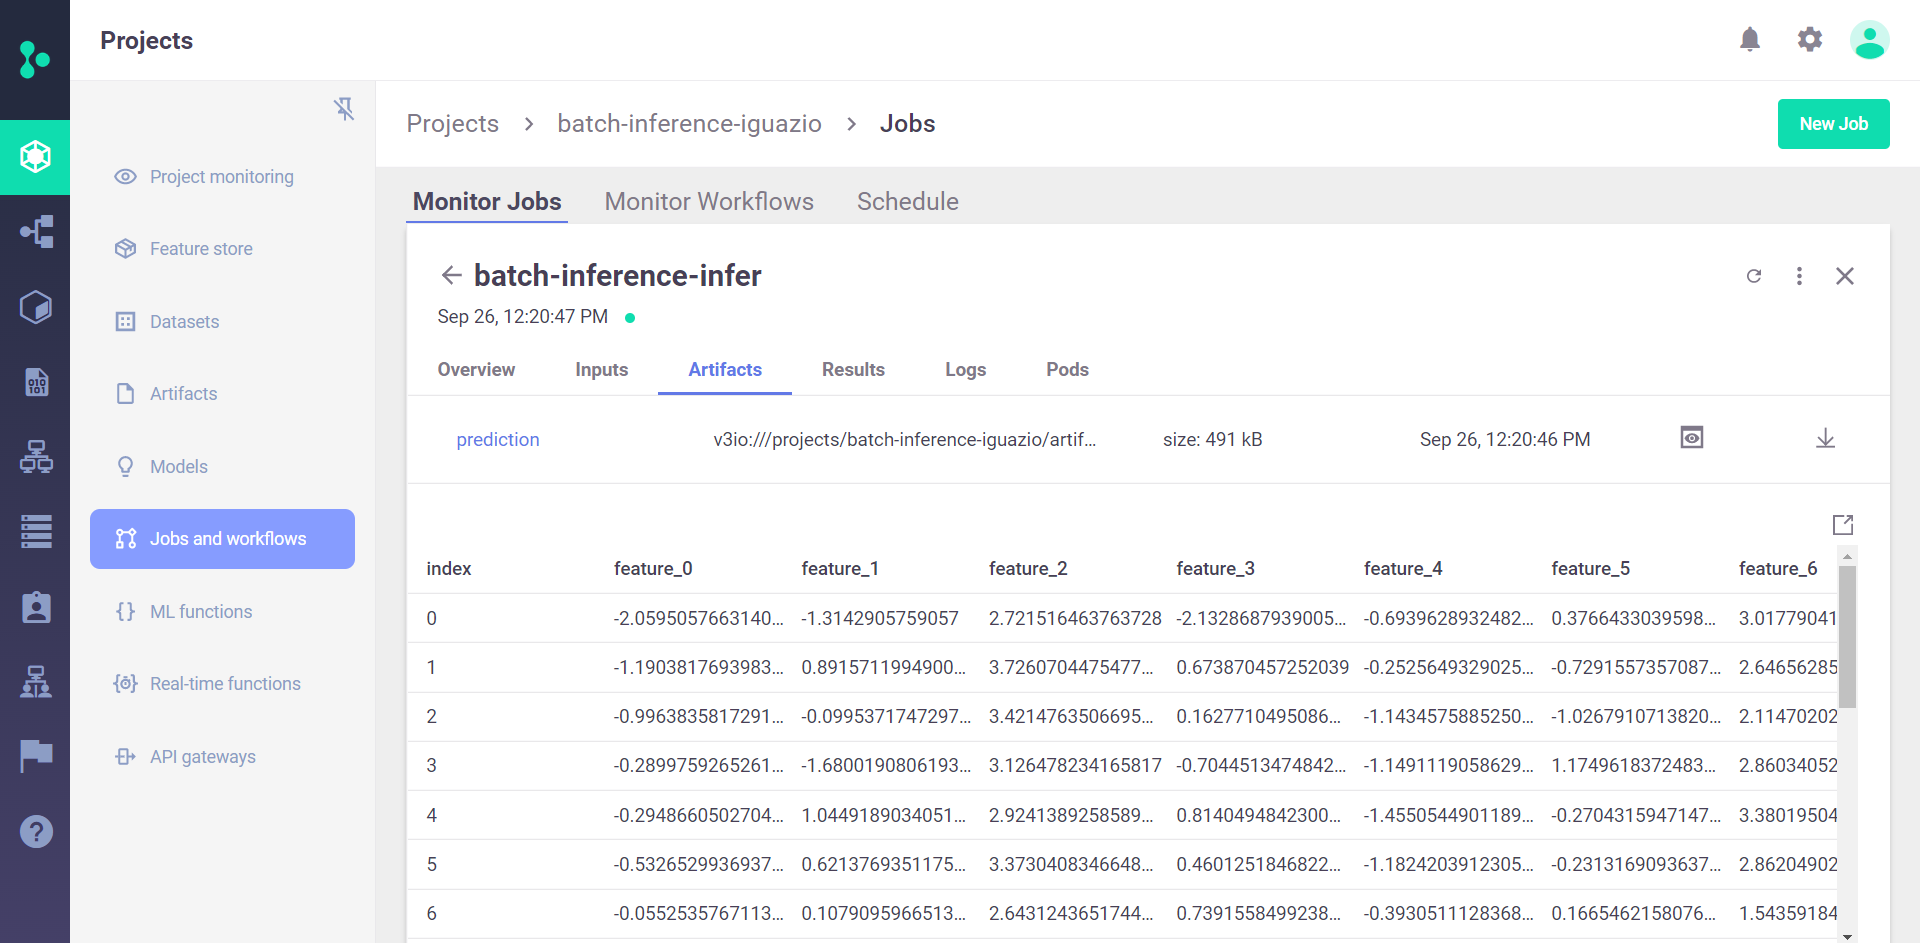 Projects
Projects > batch-inference-iguazio > Jobs
New Job
Project monitoring
Feature store
Datasets
Artifacts
Models
Jobs and workflows
ML functions
Real-time functions
API gateways
Monitor Jobs Monitor Workflows Schedule
batch-inference-infer
Sep 26, 12:20:47 PM
Overview Inputs Artifacts Results Logs Pods
prediction v3io:///projects/batch-inference-iguazio/artif... size: 491 kB Sep 26, 12:20:46 PM
index feature_0 feature_1 feature_2 feature_3 feature_4 feature_5 feature_6
0 -2.0595057663140... -1.3142905759057 2.721516463763728 -2.1328687939005... -0.6939628932482... 0.3766433039598... 3.01779041
1 -1.1903817693983... 0.8915711994900... 3.7260704475477... 0.673870457252039 -0.2525649329025... -0.7291557357087... 2.64656285
2 -0.9963835817291... -0.0995371747297... 3.4214763506695... 0.1627710495086... -1.1434575885250... -1.0267910713820... 2.11470202
3 -0.2899759265261... -1.6800190806193... 3.126478234165817 -0.7044513474842... -1.1491119058629... 1.1749618372483... 2.86034052
4 -0.2948660502704... 1.0449189034051... 2.9241389258589... 0.8140494842300... -1.4550544901189... -0.2704315947147... 3.38019504
5 -0.5326529936937... 0.6213769351175... 3.3730408346648... 0.4601251846822... -1.1824203912305... -0.2313169093637... 2.86204902
6 -0.0552535767113... 0.1079095966513... 2.6431243651744... 0.7391558499238... -0.3930511128368... 0.1665462158076... 1.54359184